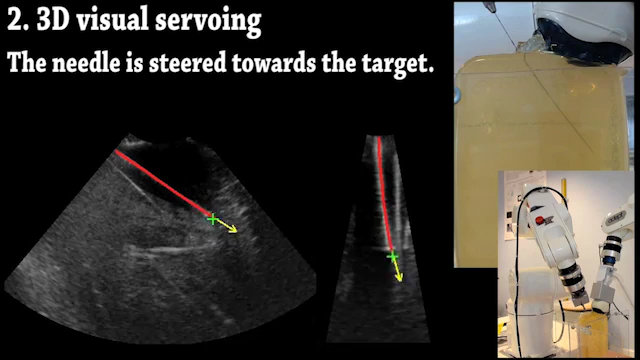 2. 3D visual servoing
The needle is steered towards the target.